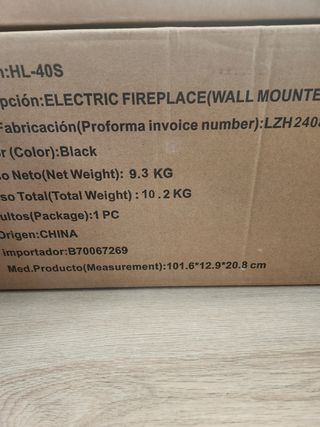 n:HL-40S
pción:ELECTRIC FIREPLACE(WALL MOUNTE
Fabricación(Proforma invoice number):LZH240
r (Color):Black
so Neto(Net Weight): 9.3 KG
so Total(Total Weight) : 10.2 KG
ultos(Package):1 PC
Origen:CHINA
importador:B70067269
Med.Producto(Measurement):101.6*12.9*20.8 cm